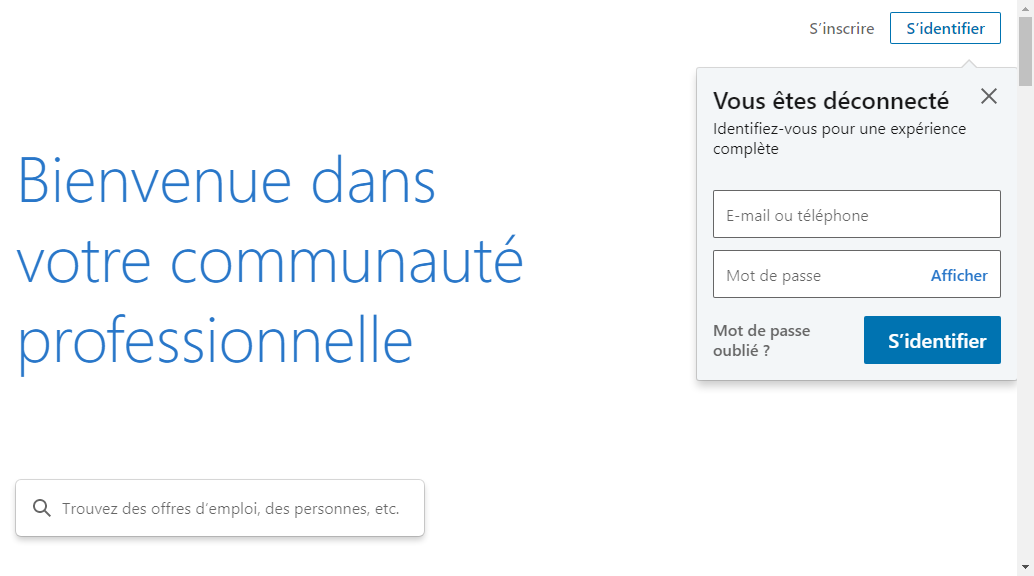 S'inscrire
S'identifier
Vous êtes déconnecté
Identifiez-vous pour une expérience
complète
E-mail ou téléphone
Mot de passe
Afficher
Mot de passe
oublié ?
S'identifier
Bienvenue dans
votre communauté
professionnelle
Trouvez des offres d'emploi, des personnes, etc.